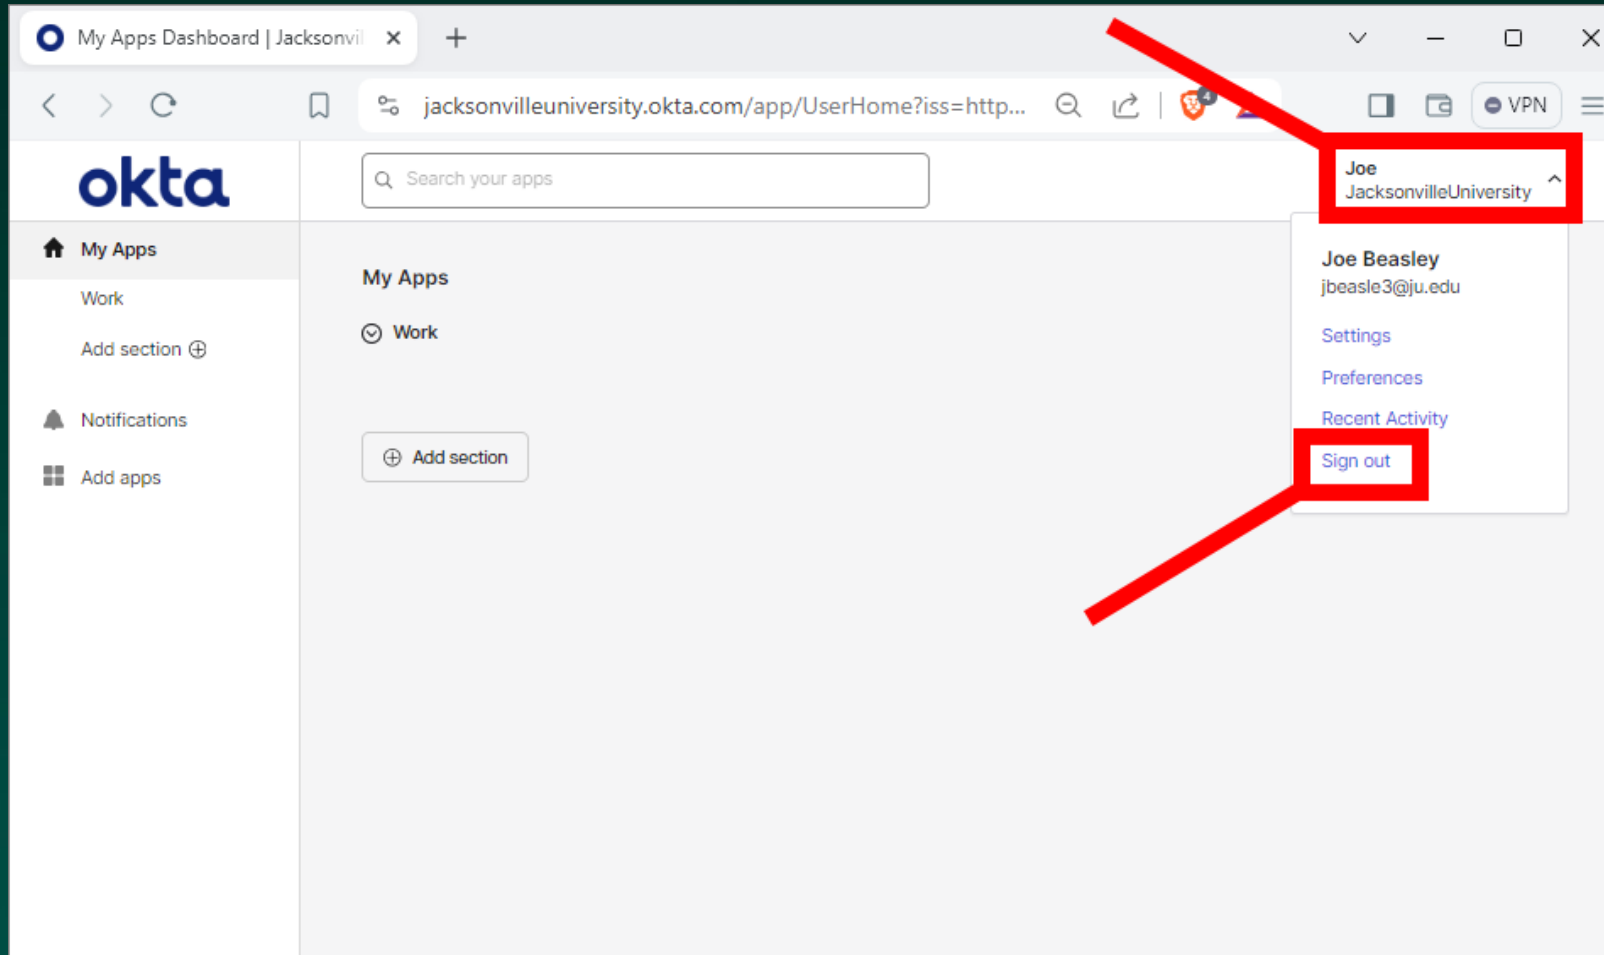 My Apps Dashboard | Jacksonvil
jacksonvilleuniversity.okta.com/app/UserHome?iss=http...
4
VPN
okta
Search your apps
Joe
JacksonvilleUniversity
My Apps
Work
Add section
Notifications
Add apps
My Apps
Work
Add section
Joe Beasley
jbeasle3@ju.edu
Settings
Preferences
Recent Activity
Sign out